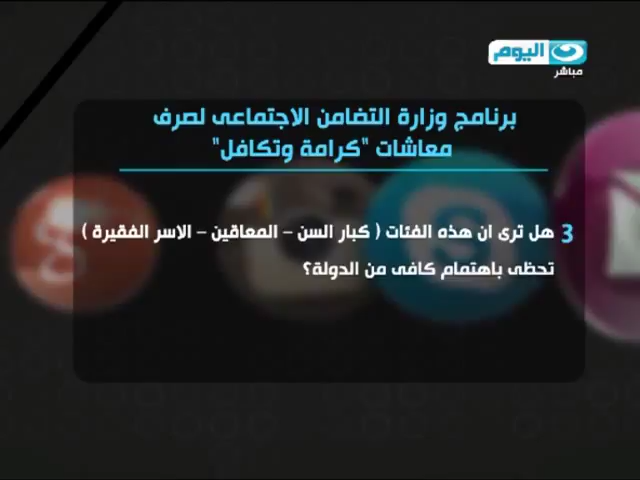 اليوم
مباشر
برنامج وزارة التضامن الاجتماعى لصرف
معاشات "كرامة وتكافل"
3 هل ترى ان هذه الفئات ( كبار السن – المعاقين – الاسر الفقيرة )
تحظى باهتمام كافى من الدولة؟